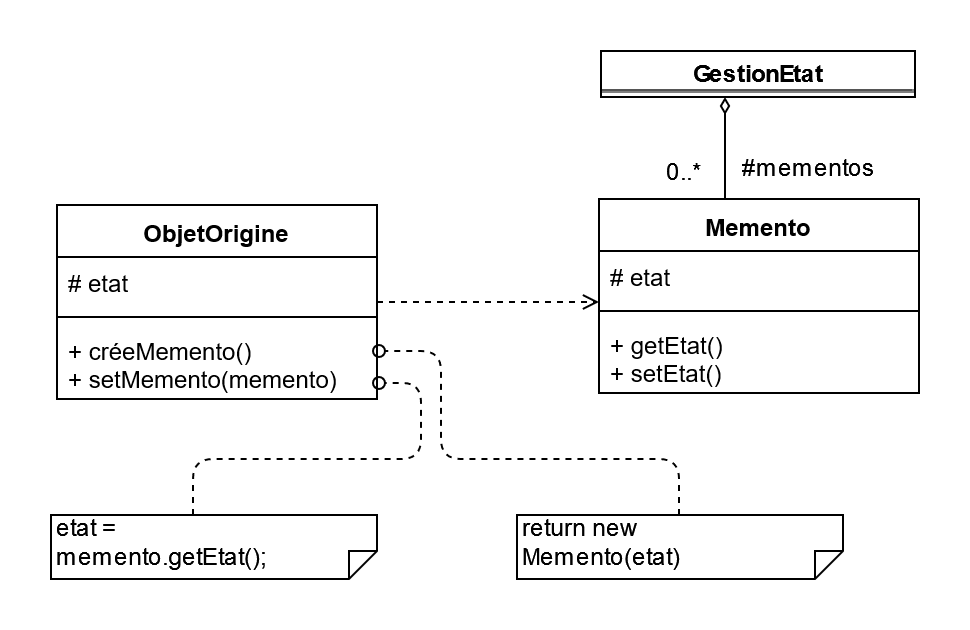 GestionEtat
0..*
#mementos
ObjetOrigine
# etat
+ créeMemento()
+ setMemento(memento)
Memento
# etat
+ getEtat()
+ setEtat()
etat =
memento.getEtat();
return new
Memento(etat)